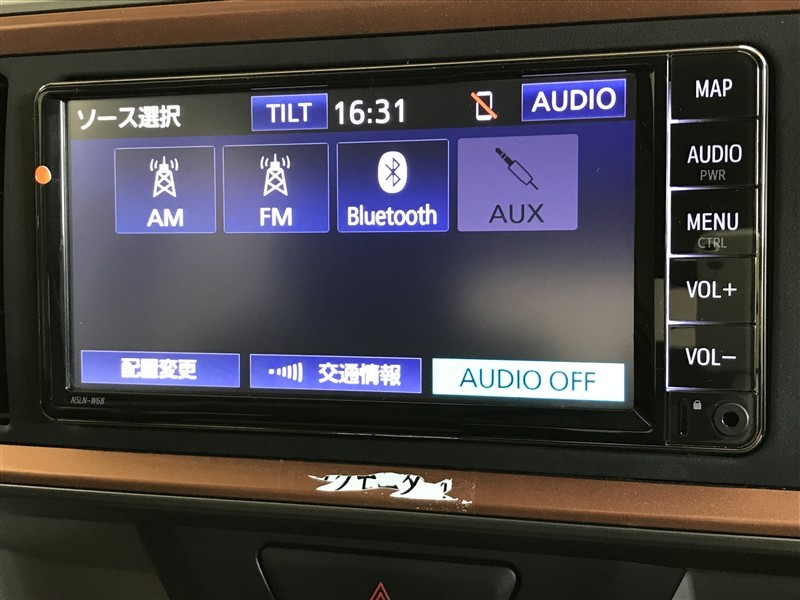 ソース選択 TILT 16:31 AUDIO
AM FM Bluetooth AUX
配置変更 交通情報 AUDIO OFF
NSLN-W68
MAP
AUDIO
PWR
MENU
CTRL
VOL+
VOL-